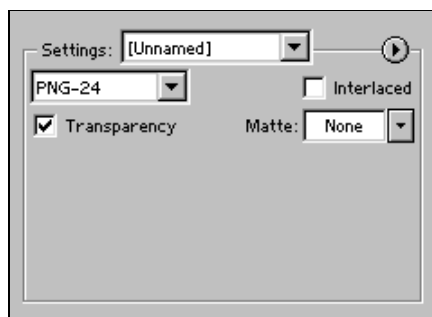 Settings: [Unnamed]
PNG-24 Interlaced
Transparency Matte: None